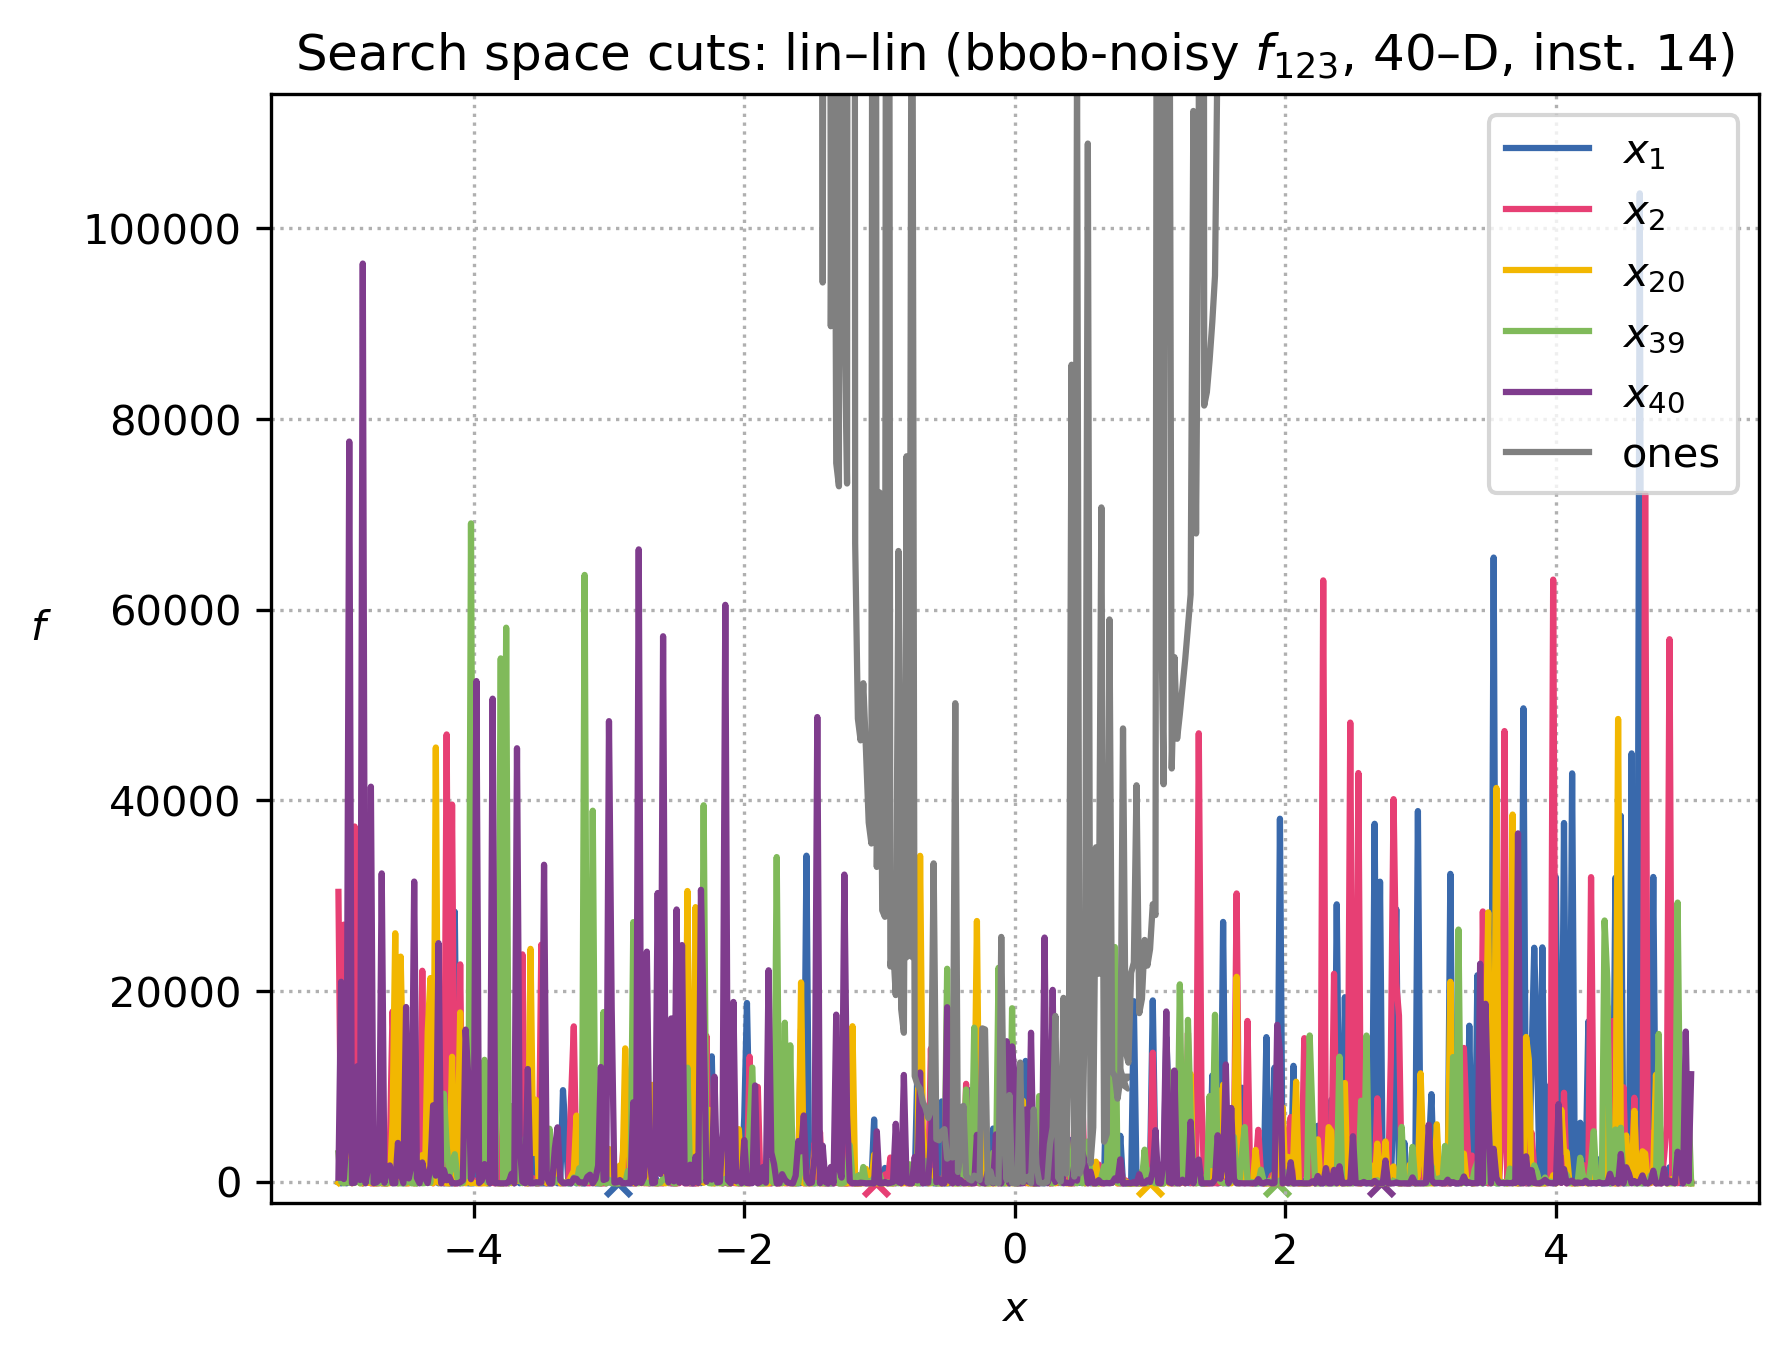 Search space cuts: lin–lin (bbob-noisy f₁₂₃, 40–D, inst. 14)
x₁
x₂
x₂₀
x₃₉
x₄₀
ones
100000
80000
60000
40000
20000
0
f
−4 −2 0 2 4
x